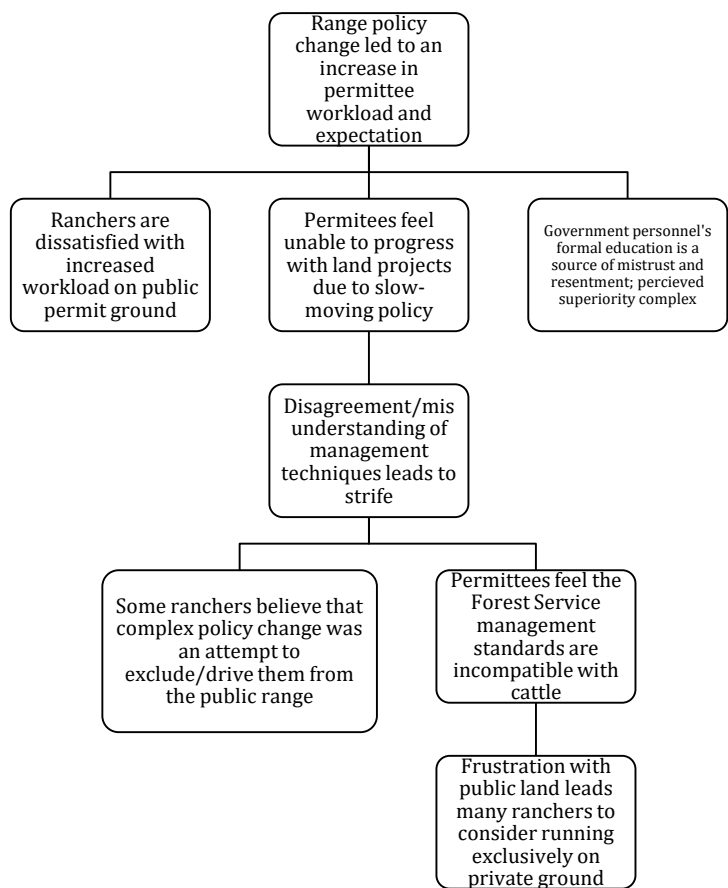 Range policy
change led to an
increase in
permittee
workload and
expectation
Ranchers are
dissatisfied with
increased
workload on public
permit ground
Permitees feel
unable to progress
with land projects
due to slow-
moving policy
Government personnel's
formal education is a
source of mistrust and
resentment; percieved
superiority complex
Disagreement/mis
understanding of
management
techniques leads to
strife
Some ranchers believe that
complex policy change was
an attempt to
exclude/drive them from
the public range
Permittees feel the
Forest Service
management
standards are
incompatible with
cattle
Frustration with
public land leads
many ranchers to
consider running
exclusively on
private ground